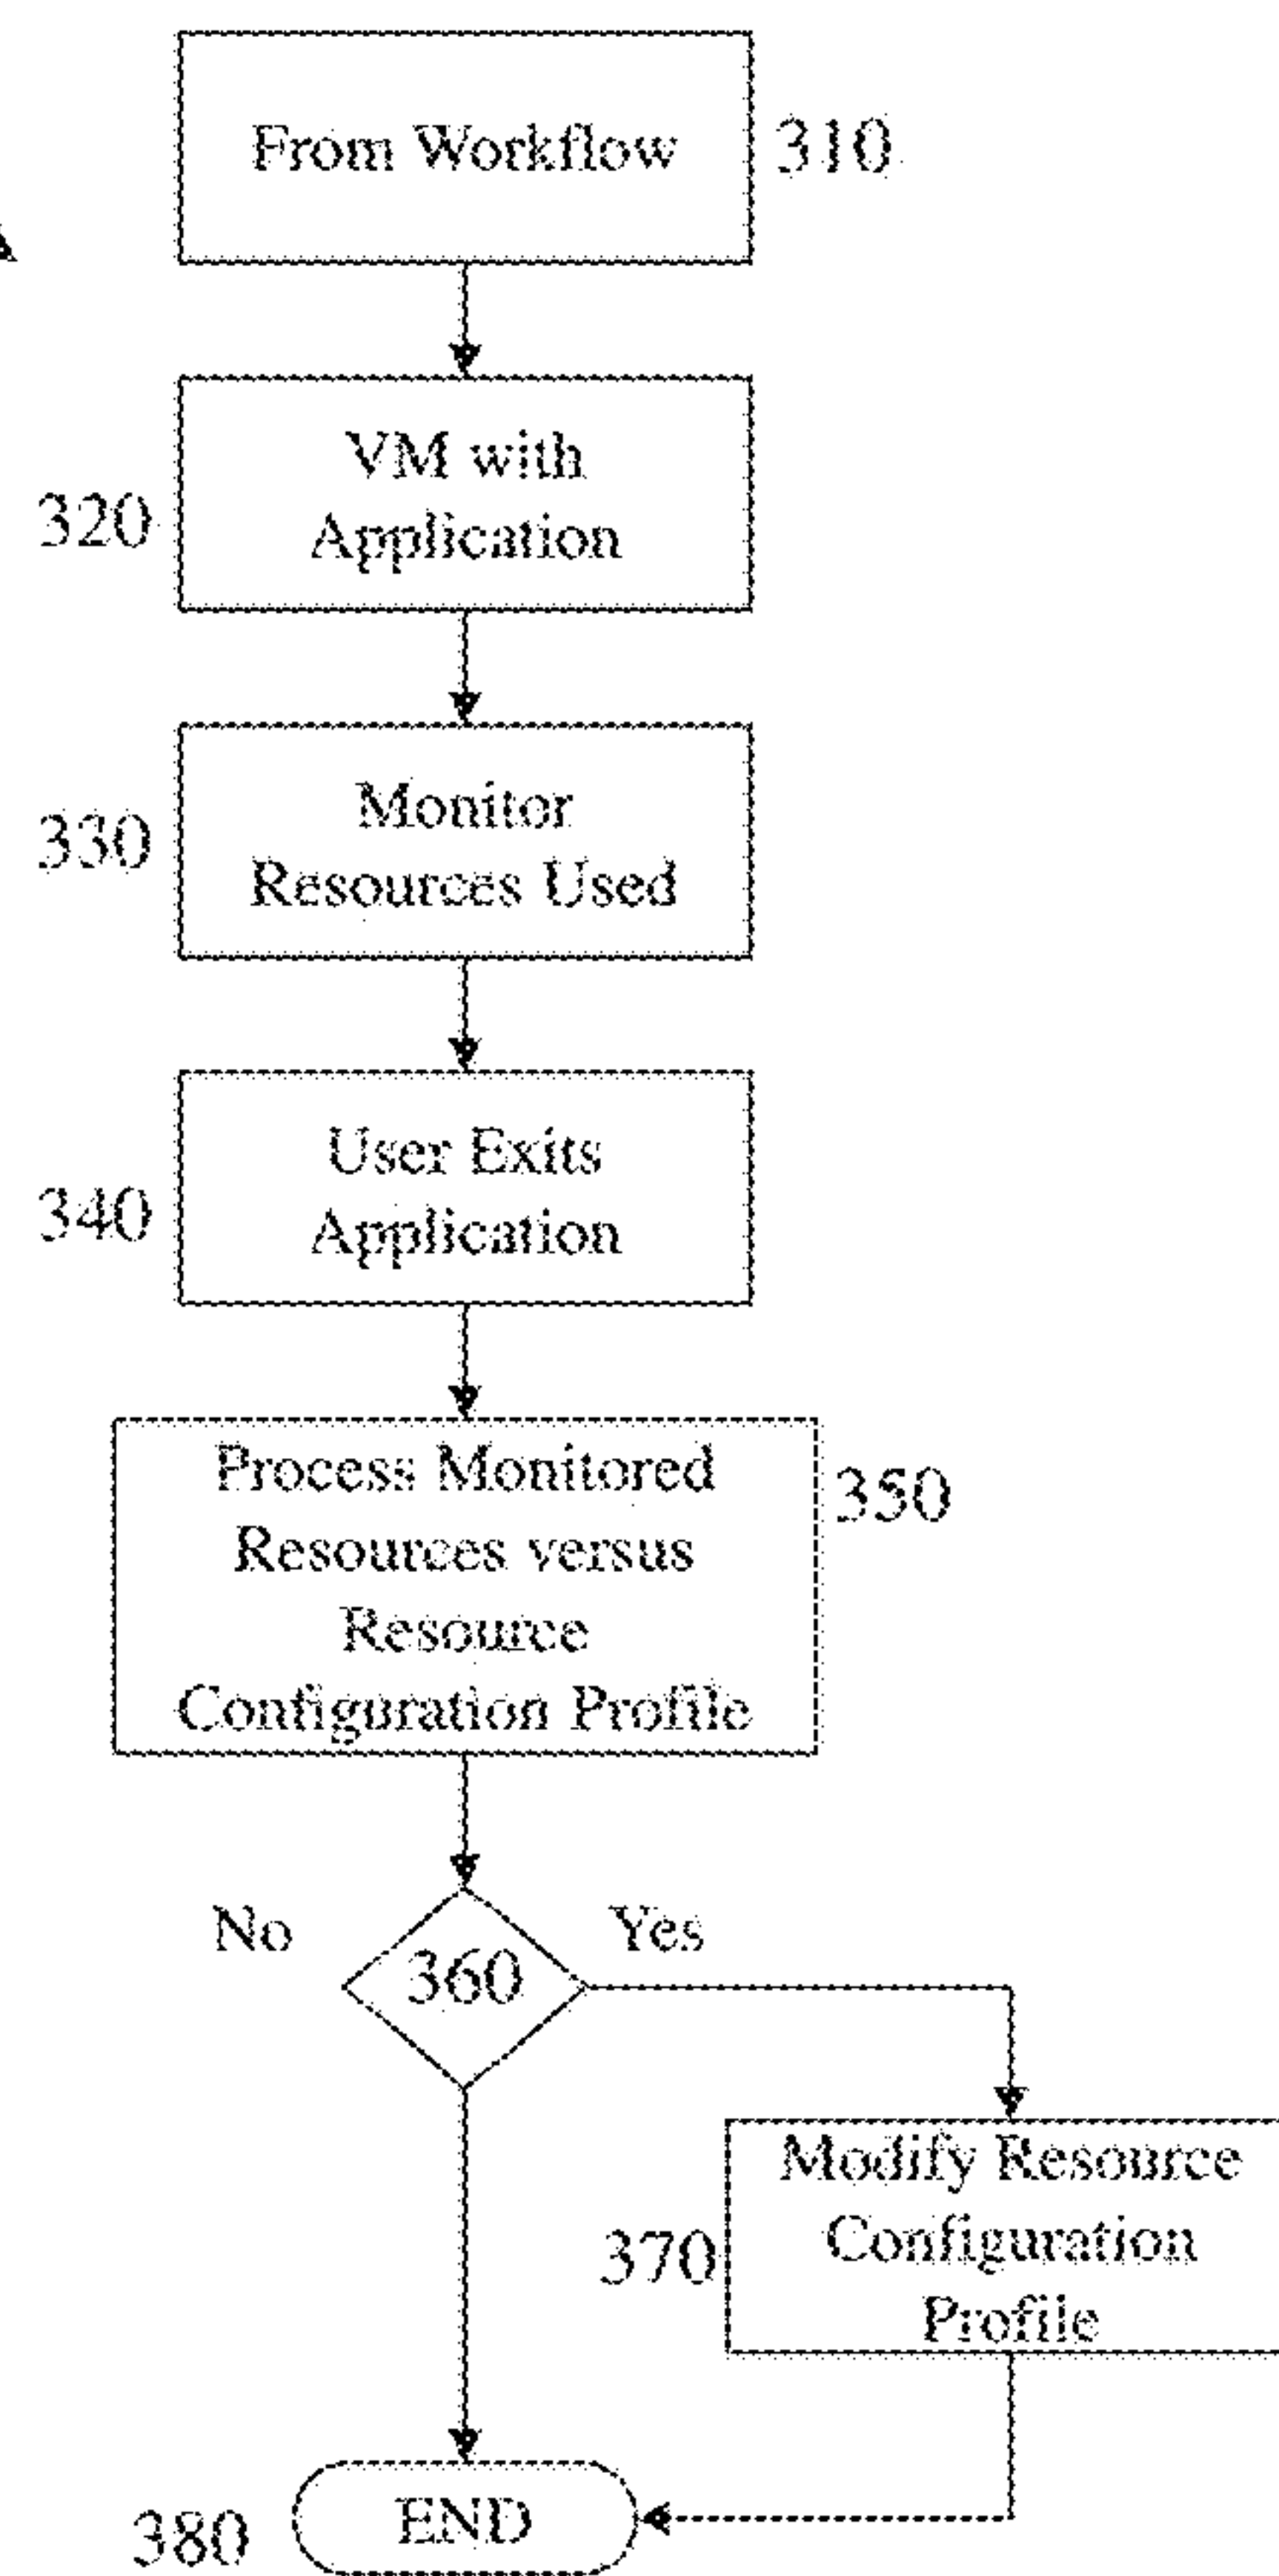 From Workflow
310
VM with
Application
320
Monitor
Resources Used
330
User Exits
Application
340
Process Monitored
Resources versus
Resource
Configuration Profile
350
No
Yes
360
Modify Resource
Configuration
Profile
370
END
380